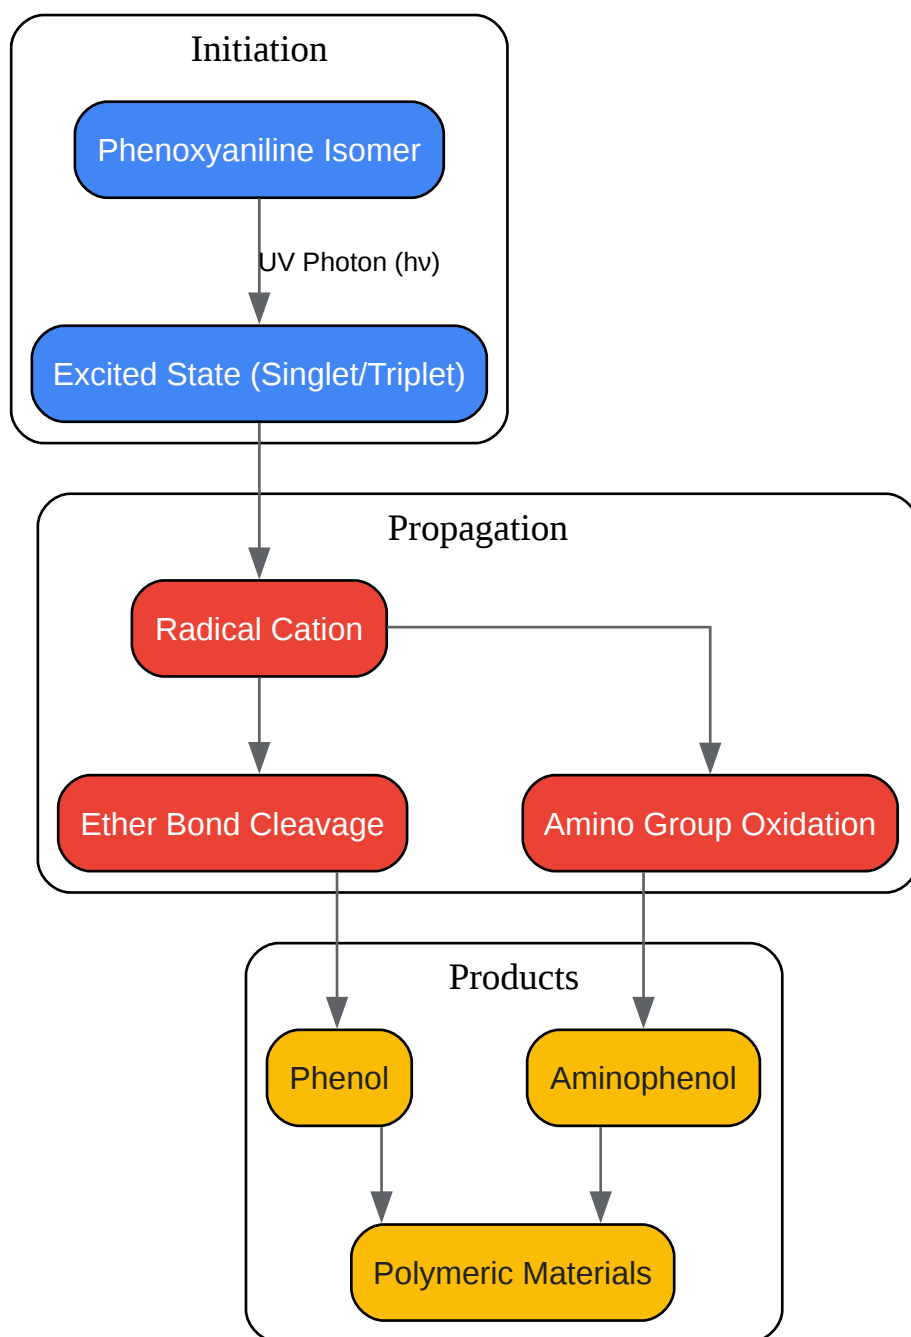 Initiation
Phenoxyaniline Isomer
UV Photon (hν)
Excited State (Singlet/Triplet)
Propagation
Radical Cation
Ether Bond Cleavage
Amino Group Oxidation
Products
Phenol
Aminophenol
Polymeric Materials